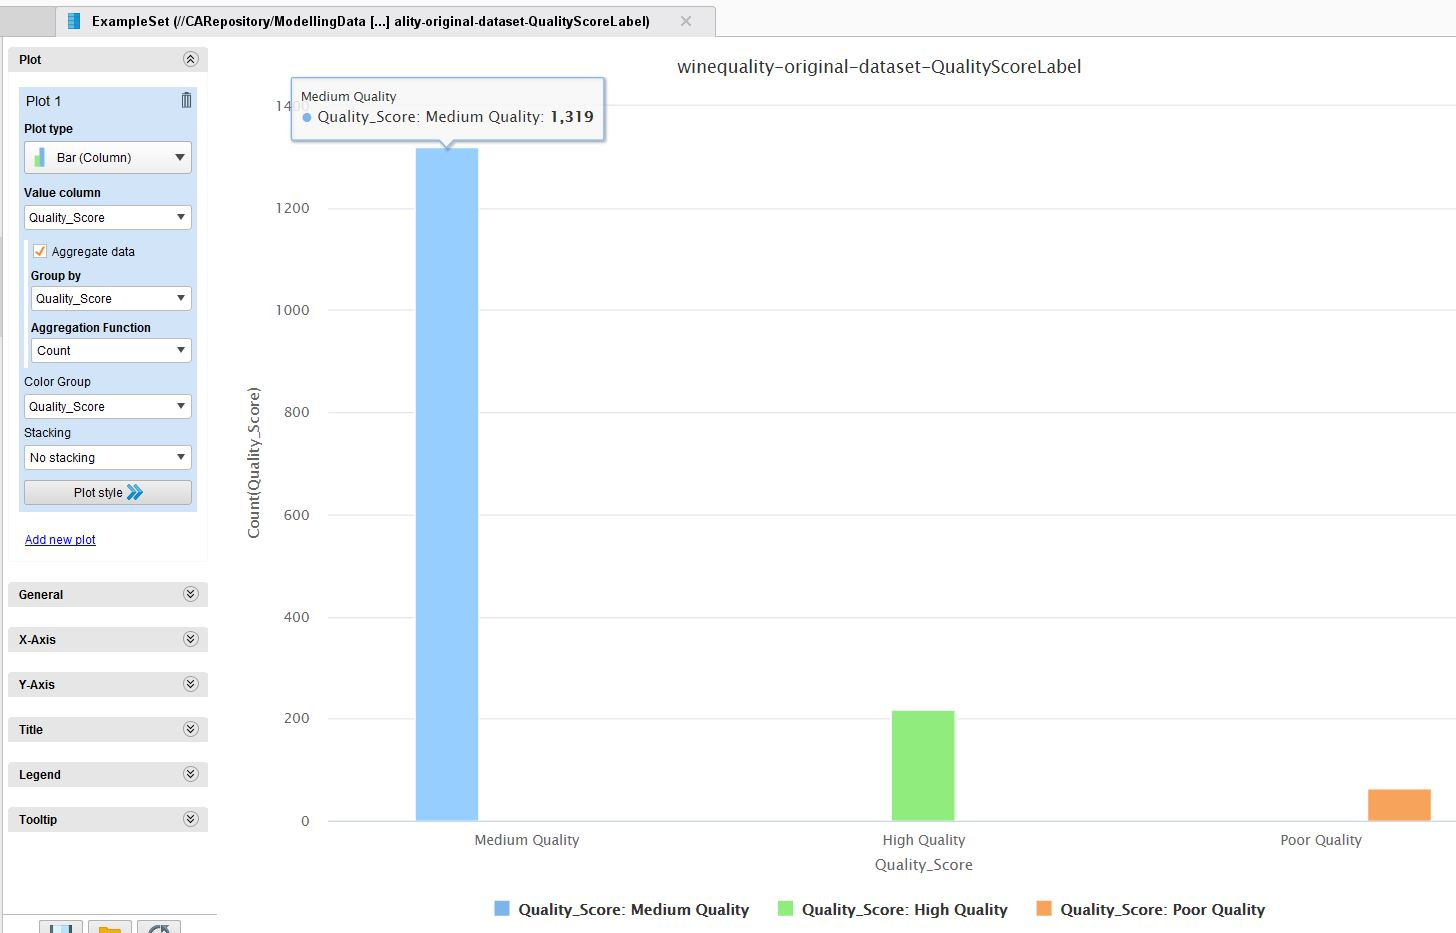 ExampleSet (//CARepository/ModellingData [...] ality-original-dataset-QualityScoreLabel)
Plot
Plot 1
Plot type
Bar (Column)
Value column
Quality_Score
Aggregate data
Group by
Quality_Score
Aggregation Function
Count
Color Group
Quality_Score
Stacking
No stacking
Plot style
Add new plot
General
X-Axis
Y-Axis
Title
Legend
Tooltip
winequality-original-dataset-QualityScoreLabel
Medium Quality
Quality_Score: Medium Quality: 1,319
1400
1200
1000
800
600
400
200
0
Count(Quality_Score)
Medium Quality High Quality Poor Quality
Quality_Score
Quality_Score: Medium Quality Quality_Score: High Quality Quality_Score: Poor Quality